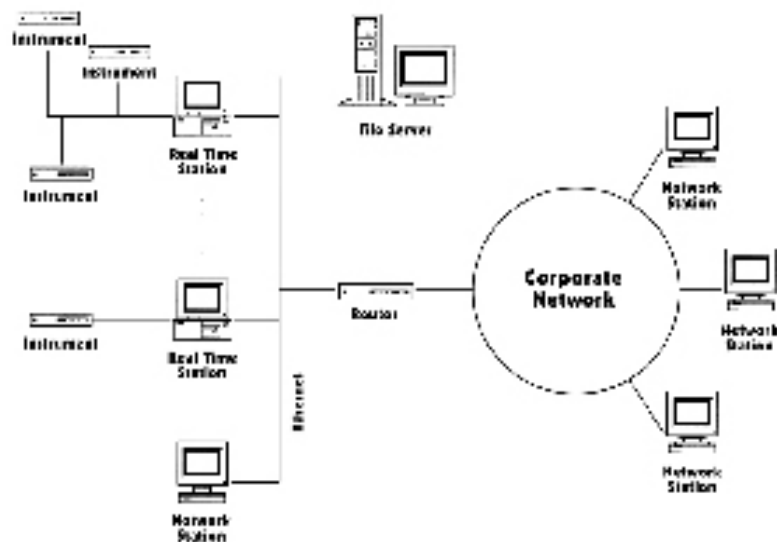 Instrument
Instrument
File Server
Real Time
Station
Instrument
Network
Station
Corporate
Network
Router
Instrument
Real Time
Station
Network
Station
Ethernet
Network
Station
Network
Station